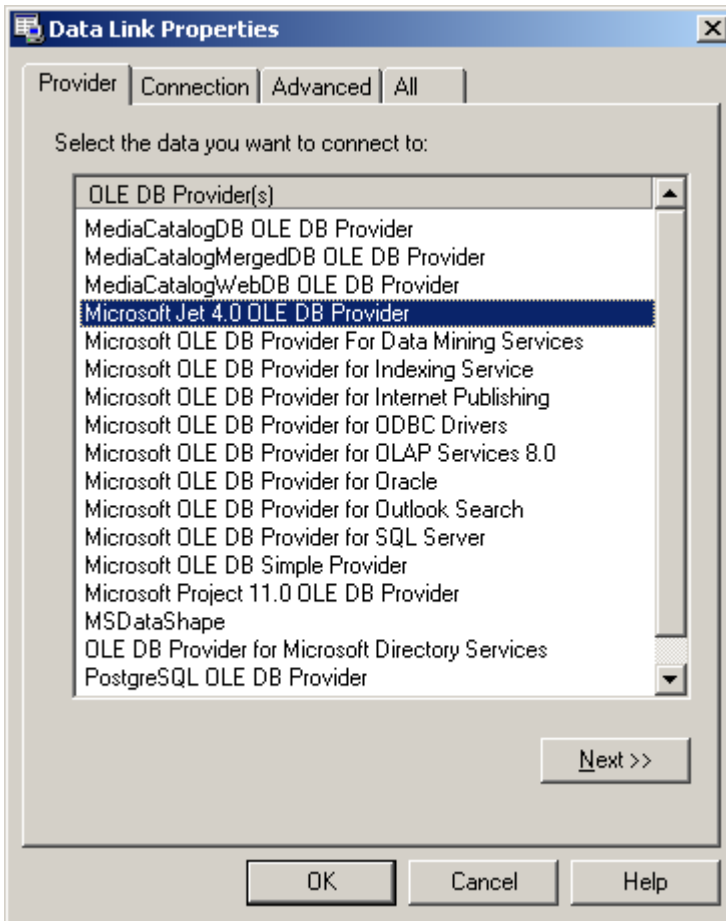 Data Link Properties
Provider Connection Advanced All
Select the data you want to connect to:
OLE DB Provider(s)
MediaCatalogDB OLE DB Provider
MediaCatalogMergedDB OLE DB Provider
MediaCatalogWebDB OLE DB Provider
Microsoft Jet 4.0 OLE DB Provider
Microsoft OLE DB Provider For Data Mining Services
Microsoft OLE DB Provider for Indexing Service
Microsoft OLE DB Provider for Internet Publishing
Microsoft OLE DB Provider for ODBC Drivers
Microsoft OLE DB Provider for OLAP Services 8.0
Microsoft OLE DB Provider for Oracle
Microsoft OLE DB Provider for Outlook Search
Microsoft OLE DB Provider for SQL Server
Microsoft OLE DB Simple Provider
Microsoft Project 11.0 OLE DB Provider
MSDataShape
OLE DB Provider for Microsoft Directory Services
PostgreSQL OLE DB Provider
Next >>
OK Cancel Help